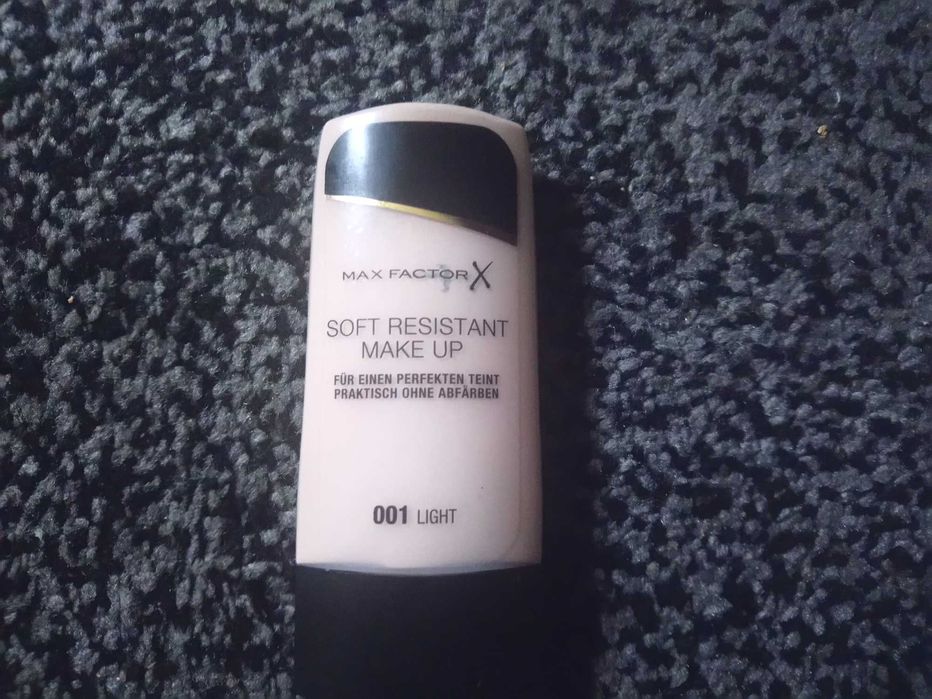 MAX FACTOR X
SOFT RESISTANT
MAKE UP
FÜR EINEN PERFEKTEN TEINT
PRAKTISCH OHNE ABFÄRBEN
001 LIGHT